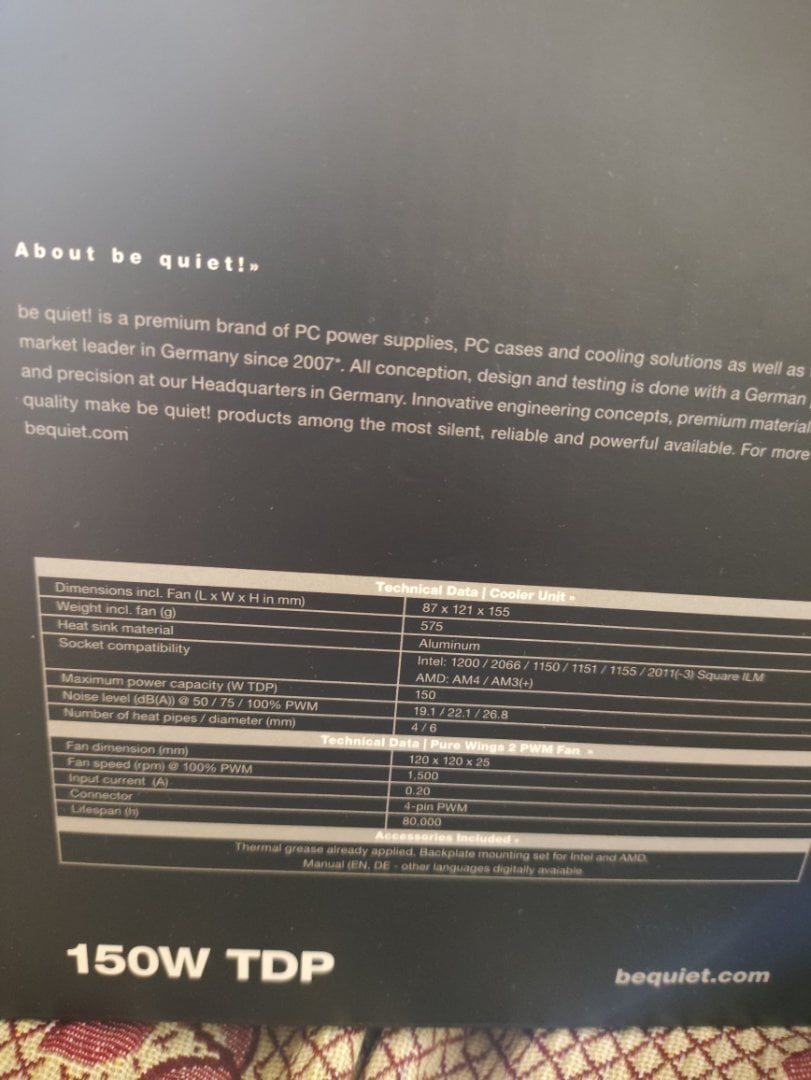 About be quiet!»
be quiet! is a premium brand of PC power supplies, PC cases and cooling solutions as well as
market leader in Germany since 2007*. All conception, design and testing is done with a German
and precision at our Headquarters in Germany. Innovative engineering concepts, premium material
quality make be quiet! products among the most silent, reliable and powerful available. For more
bequiet.com
Technical Data | Cooler Unit »
Dimensions incl. Fan (L x W x H in mm) 87 x 121 x 155
Weight incl. fan (g) 575
Heat sink material Aluminum
Socket compatibility Intel: 1200 / 2066 / 1150 / 1151 / 1155 / 2011(-3) Square ILM
AMD: AM4 / AM3(+)
Maximum power capacity (W TDP) 150
Noise level (dB(A)) @ 50 / 75 / 100% PWM 19.1 / 22.1 / 26.8
Number of heat pipes / diameter (mm) 4 / 6
Technical Data | Pure Wings 2 PWM Fan »
Fan dimension (mm) 120 x 120 x 25
Fan speed (rpm) @ 100% PWM 1,500
Input current (A) 0.20
Connector 4-pin PWM
Lifespan (h) 80,000
Accessories Included »
Thermal grease already applied, Backplate mounting set for Intel and AMD,
Manual (EN, DE - other languages digitally avaiable
150W TDP
bequiet.com